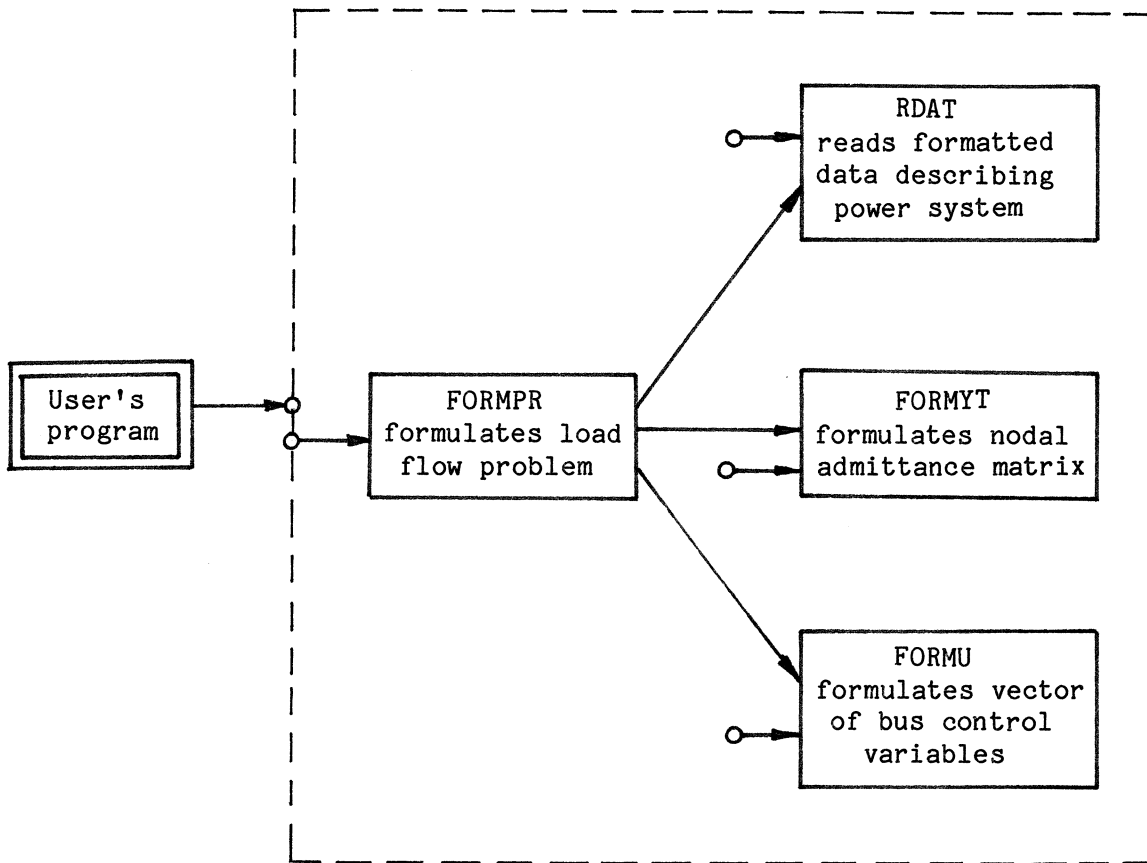 RDAT
reads formatted
data describing
power system
User's
program
FORMPR
formulates load
flow problem
FORMYT
formulates nodal
admittance matrix
FORMU
formulates vector
of bus control
variables